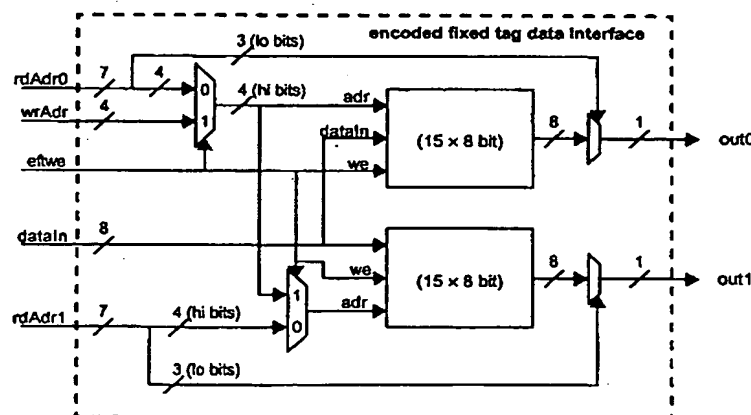 encoded fixed tag data interface
3 (lo bits)
rdAdr0
7
4
0
4 (hi bits)
adr
wrAdr
4
1
dataIn
(15 × 8 bit)
8
1
out0
eftwe
we
dataIn
8
we
(15 × 8 bit)
8
1
out1
1
adr
rdAdr1
7
4 (hi bits)
0
3 (lo bits)